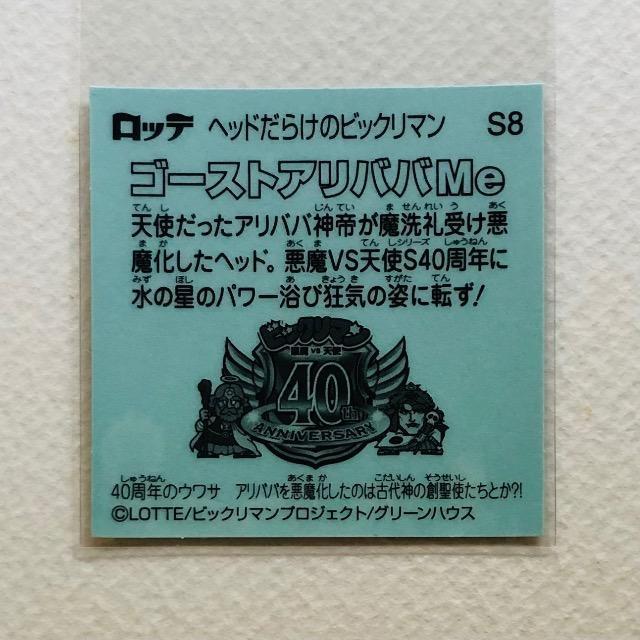 ロッテ ヘッドだらけのビックリマン S8
ゴーストアリババMe
天使だったアリババ神帝が魔洗礼受け悪
魔化したヘッド。悪魔VS天使S40周年に
水の星のパワー浴び狂気の姿に転ず!
ビックリマン
悪魔 VS 天使
40th
ANNIVERSARY
40周年のウワサ アリババを悪魔化したのは古代神の創聖使たちとか?!
©LOTTE/ビックリマンプロジェクト/グリーンハウス